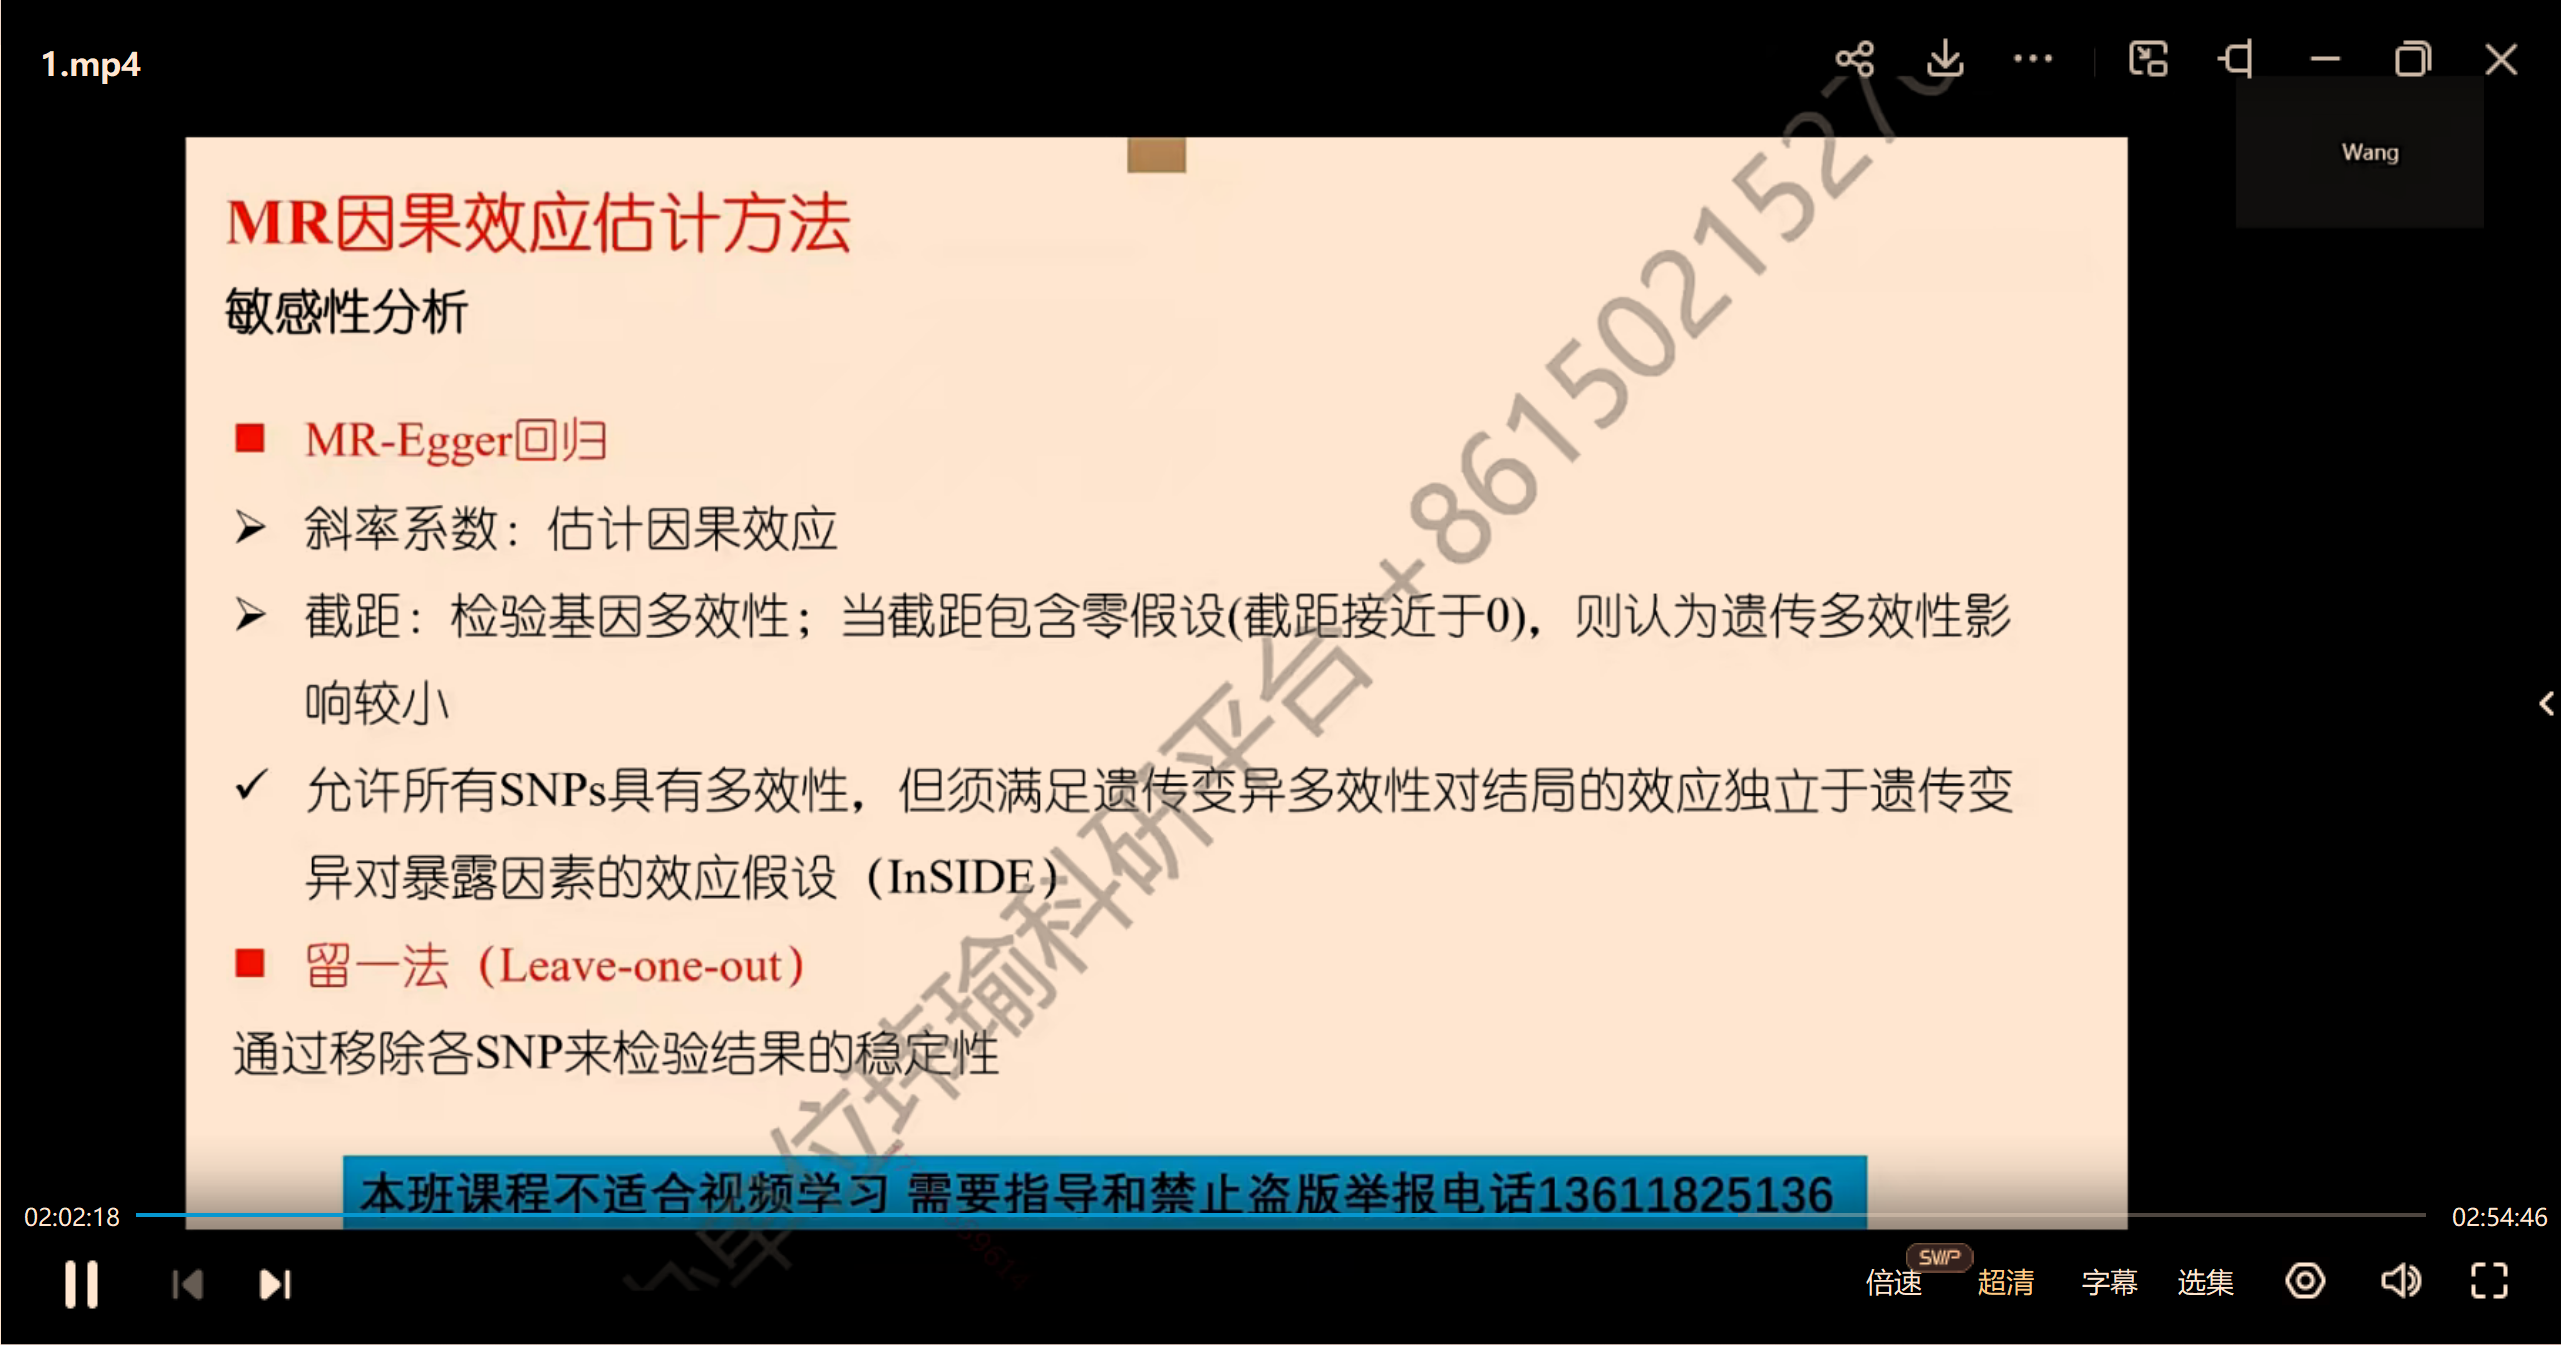 1.mp4
Wang
MR因果效应估计方法
敏感性分析
■ MR-Egger回归
➢ 斜率系数：估计因果效应
➢ 截距：检验基因多效性；当截距包含零假设(截距接近于0)，则认为遗传多效性影
响较小
✓ 允许所有SNPs具有多效性，但须满足遗传变异多效性对结局的效应独立于遗传变
异对暴露因素的效应假设（InSIDE）
■ 留一法（Leave-one-out）
通过移除各SNP来检验结果的稳定性
单位玮瑜科研平台+8615021527
本班课程不适合视频学习 需要指导和禁止盗版举报电话13611825136
02:02:18
02:54:46
倍速
SWP
超清
字幕
选集